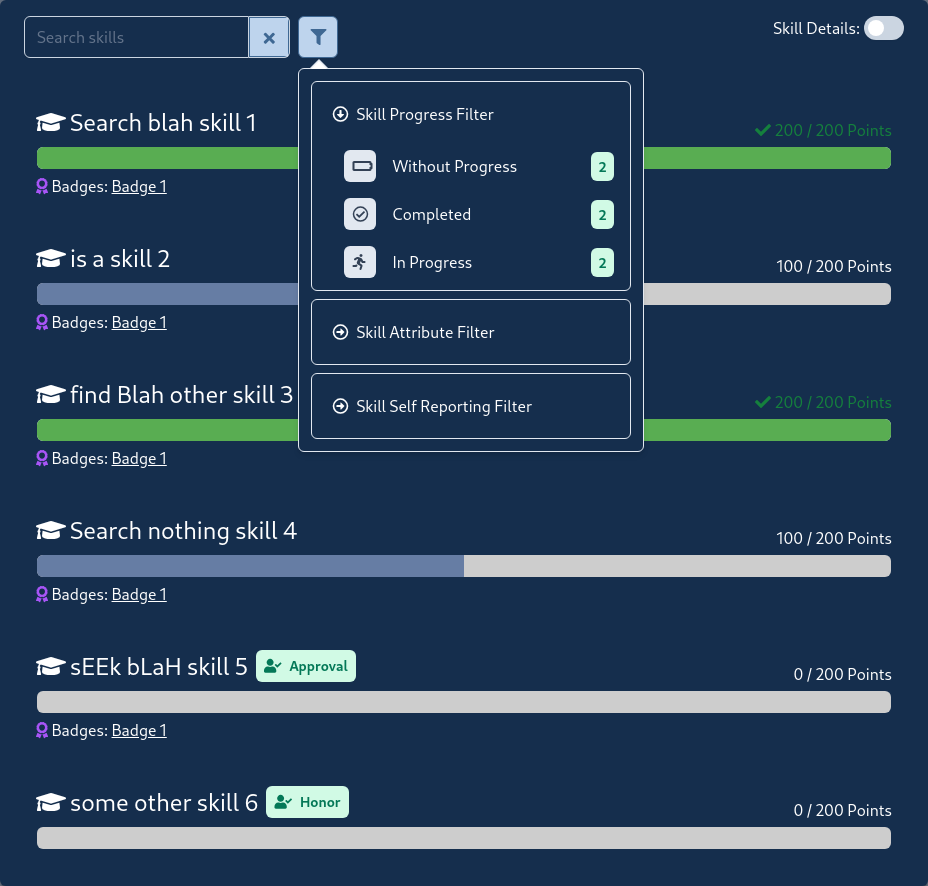 Search skills
Skill Details:
Skill Progress Filter
Without Progress 2
Completed 2
In Progress 2
Skill Attribute Filter
Skill Self Reporting Filter
Search blah skill 1
200 / 200 Points
Badges: Badge 1
is a skill 2
100 / 200 Points
Badges: Badge 1
find Blah other skill 3
200 / 200 Points
Badges: Badge 1
Search nothing skill 4
100 / 200 Points
Badges: Badge 1
sEEk bLaH skill 5 Approval
0 / 200 Points
Badges: Badge 1
some other skill 6 Honor
0 / 200 Points